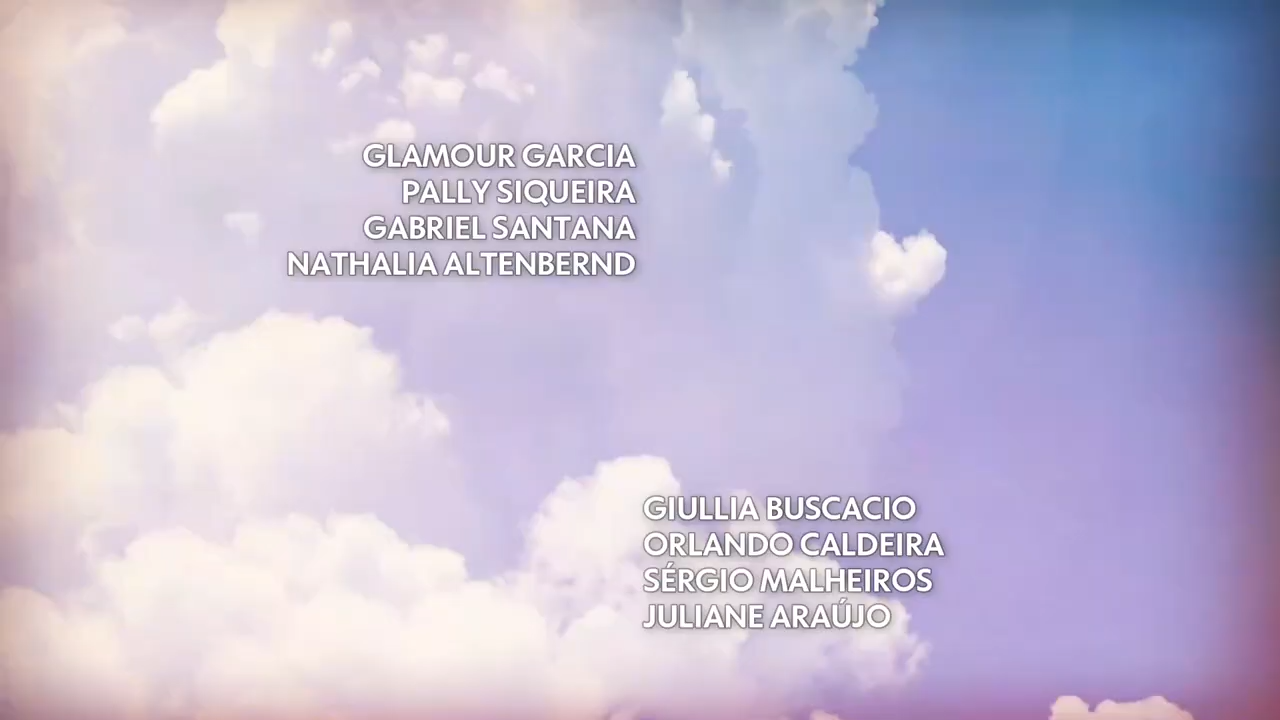 GLAMOUR GARCIA
PALLY SIQUEIRA
GABRIEL SANTANA
NATHALIA ALTENBERND
GIULLIA BUSCACIO
ORLANDO CALDEIRA
SÉRGIO MALHEIROS
JULIANE ARAÚJO